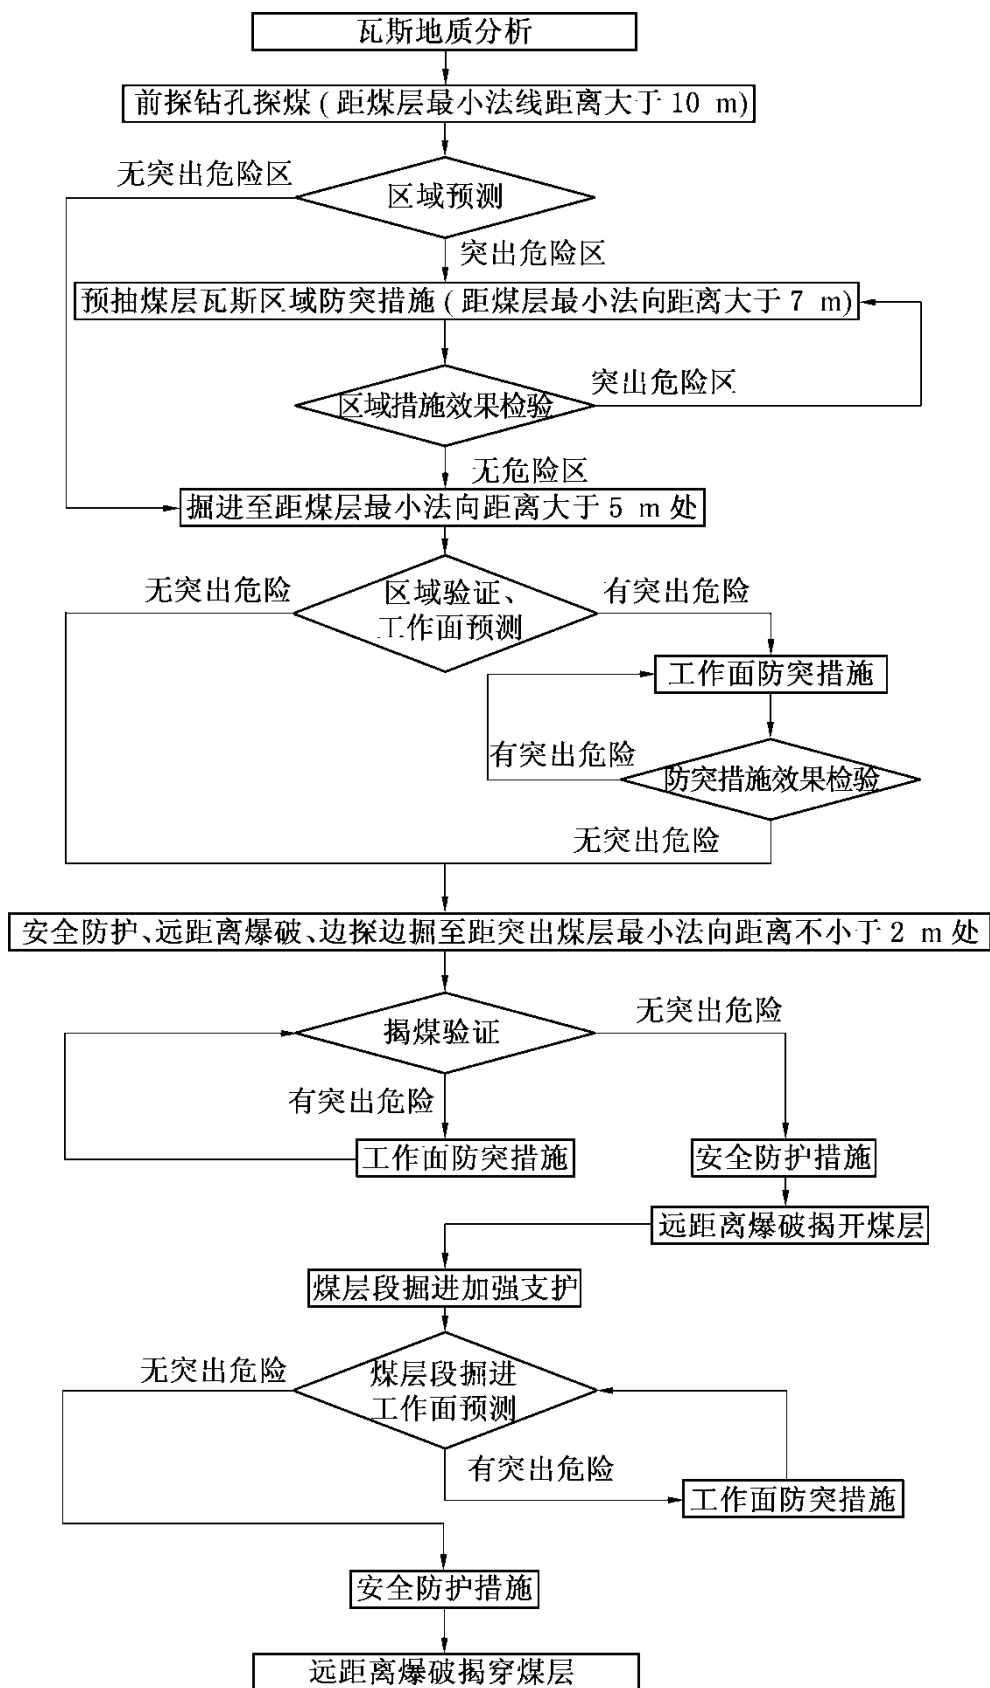 瓦斯地质分析
前探钻孔探煤(距煤层最小法线距离大于10 m)
无突出危险区
区域预测
突出危险区
预抽煤层瓦斯区域防突措施(距煤层最小法向距离大于7 m)
突出危险区
区域措施效果检验
无危险区
掘进至距煤层最小法向距离大于5 m处
无突出危险
区域验证、
工作面预测
有突出危险
工作面防突措施
有突出危险
防突措施效果检验
无突出危险
安全防护、远距离爆破、边探边掘至距突出煤层最小法向距离不小于2 m处
揭煤验证
无突出危险
有突出危险
工作面防突措施
安全防护措施
远距离爆破揭开煤层
煤层段掘进加强支护
无突出危险
煤层段掘进
工作面预测
有突出危险
工作面防突措施
安全防护措施
远距离爆破揭穿煤层